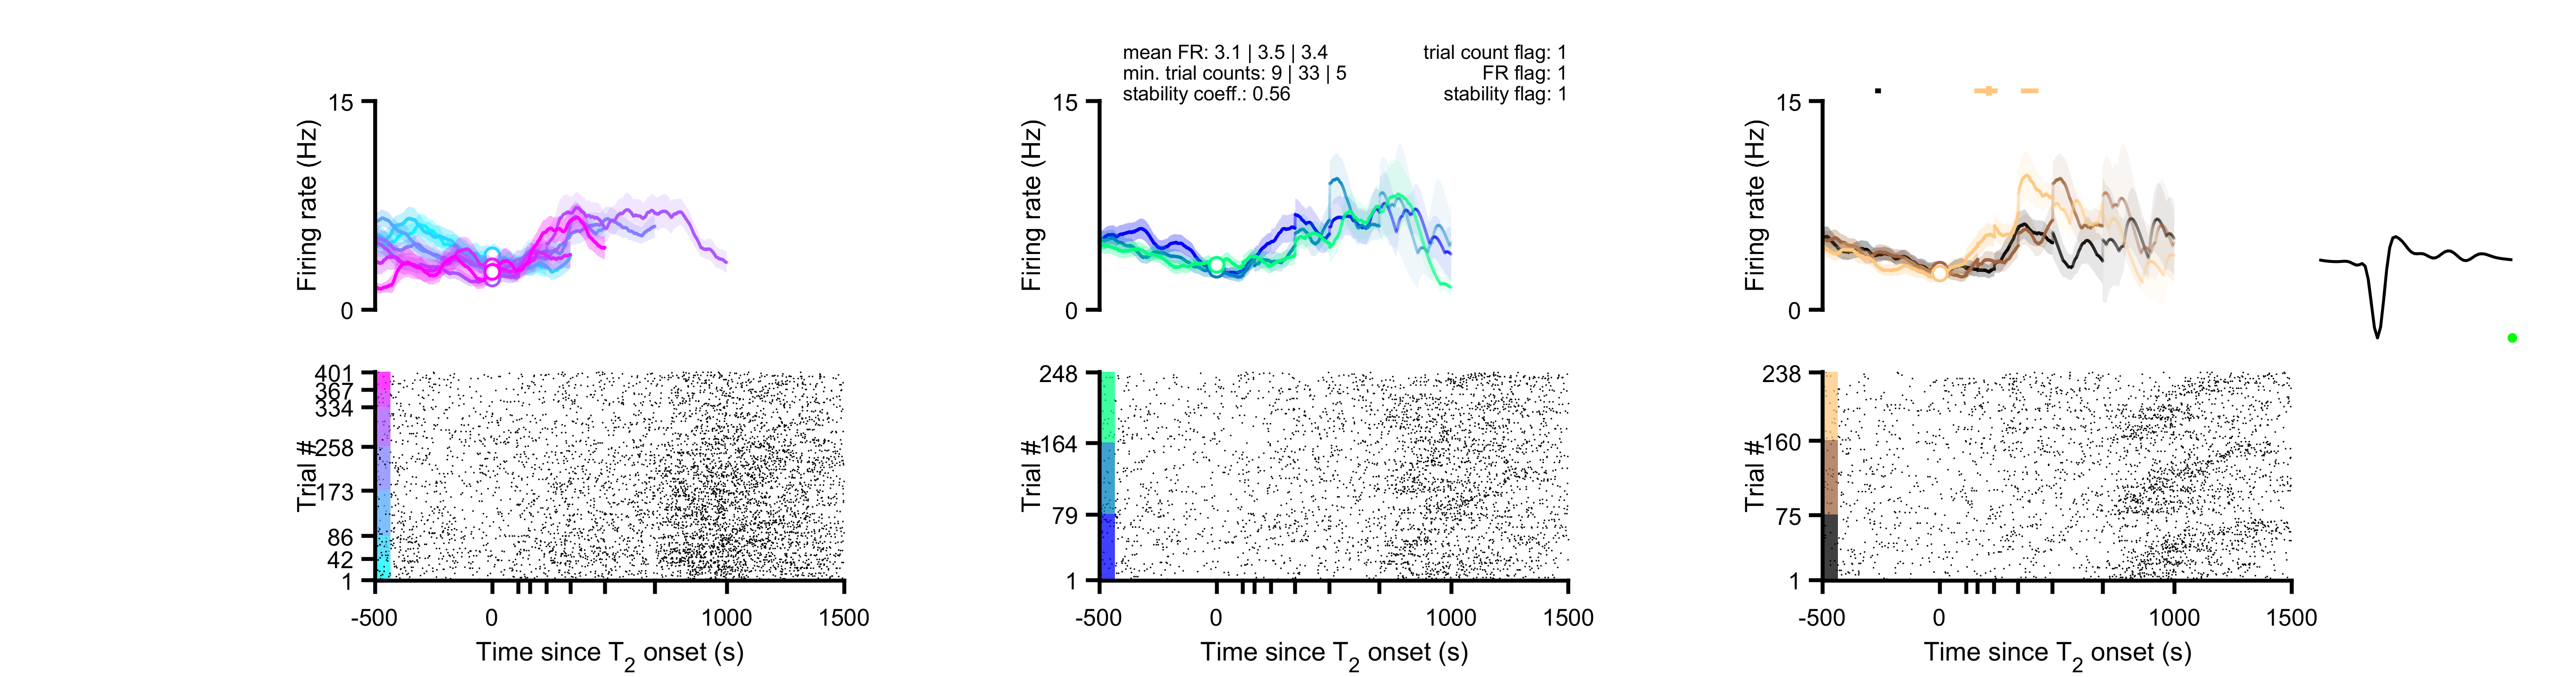 mean FR: 3.1 | 3.5 | 3.4
min. trial counts: 9 | 33 | 5
stability coeff.: 0.56
trial count flag: 1
FR flag: 1
stability flag: 1
15
Firing rate (Hz)
0
401
367
334
258
173
86
42
1
Trial #
-500 0 1000 1500
Time since T2 onset (s)
15
Firing rate (Hz)
0
248
164
79
1
Trial #
-500 0 1000 1500
Time since T2 onset (s)
15
Firing rate (Hz)
0
238
160
75
1
Trial #
-500 0 1000 1500
Time since T2 onset (s)